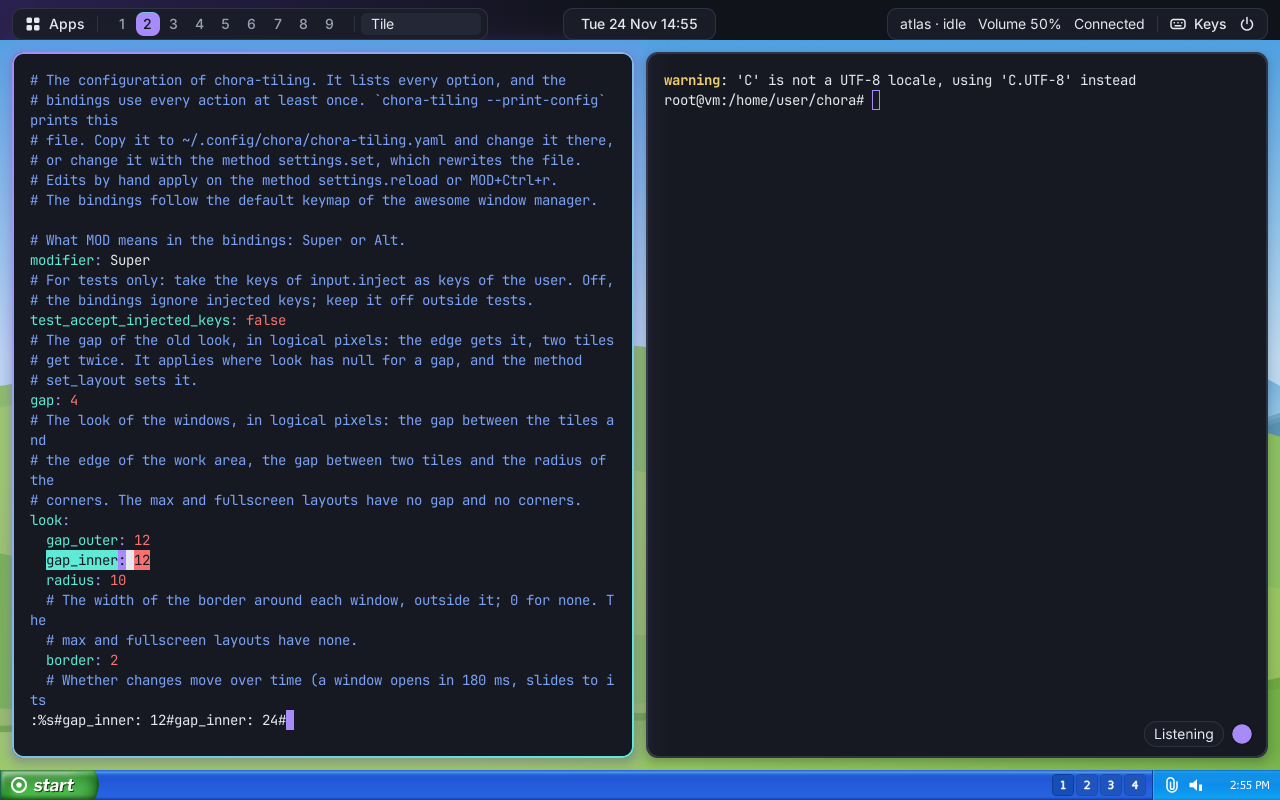 Apps 1 2 3 4 5 6 7 8 9 Tile Tue 24 Nov 14:55 atlas · idle Volume 50% Connected Keys
# The configuration of chora-tiling. It lists every option, and the
# bindings use every action at least once. `chora-tiling --print-config`
prints this
# file. Copy it to ~/.config/chora/chora-tiling.yaml and change it there,
# or change it with the method settings.set, which rewrites the file.
# Edits by hand apply on the method settings.reload or MOD+Ctrl+r.
# The bindings follow the default keymap of the awesome window manager.
# What MOD means in the bindings: Super or Alt.
modifier: Super
# For tests only: take the keys of input.inject as keys of the user. Off,
# the bindings ignore injected keys; keep it off outside tests.
test_accept_injected_keys: false
# The gap of the old look, in logical pixels: the edge gets it, two tiles
# get twice. It applies where look has null for a gap, and the method
# set_layout sets it.
gap: 4
# The look of the windows, in logical pixels: the gap between the tiles a
nd
# the edge of the work area, the gap between two tiles and the radius of
the
# corners. The max and fullscreen layouts have no gap and no corners.
look:
gap_outer: 12
gap_inner: 12
radius: 10
# The width of the border around each window, outside it; 0 for none. T
he
# max and fullscreen layouts have none.
border: 2
# Whether changes move over time (a window opens in 180 ms, slides to i
ts
:%s#gap_inner: 12#gap_inner: 24#
warning: 'C' is not a UTF-8 locale, using 'C.UTF-8' instead
root@vm:/home/user/chora#
Listening
start 1 2 3 4 2:55 PM